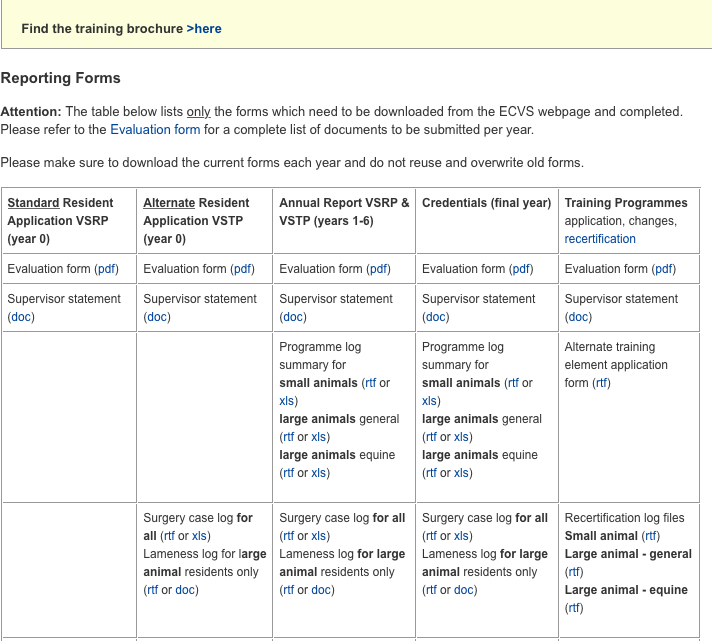 Find the training brochure >here
Reporting Forms
Attention: The table below lists only the forms which need to be downloaded from the ECVS webpage and completed.
Please refer to the Evaluation form for a complete list of documents to be submitted per year.
Please make sure to download the current forms each year and do not reuse and overwrite old forms.
Standard Resident
Application VSRP
(year 0)
Alternate Resident
Application VSTP
(year 0)
Annual Report VSRP &
VSTP (years 1-6)
Credentials (final year)
Training Programmes
application, changes,
recertification
Evaluation form (pdf)
Evaluation form (pdf)
Evaluation form (pdf)
Evaluation form (pdf)
Evaluation form (pdf)
Supervisor statement
(doc)
Supervisor statement
(doc)
Supervisor statement
(doc)
Supervisor statement
(doc)
Supervisor statement
(doc)
Programme log
summary for
small animals (rtf or
xls)
large animals general
(rtf or xls)
large animals equine
(rtf or xls)
Programme log
summary for
small animals (rtf or
xls)
large animals general
(rtf or xls)
large animals equine
(rtf or xls)
Alternate training
element application
form (rtf)
Surgery case log for
all (rtf or xls)
Lameness log for large
animal residents only
(rtf or doc)
Surgery case log for all
(rtf or xls)
Lameness log for large
animal residents only
(rtf or doc)
Surgery case log for all
(rtf or xls)
Lameness log for large
animal residents only
(rtf or doc)
Recertification log files
Small animal (rtf)
Large animal - general
(rtf)
Large animal - equine
(rtf)